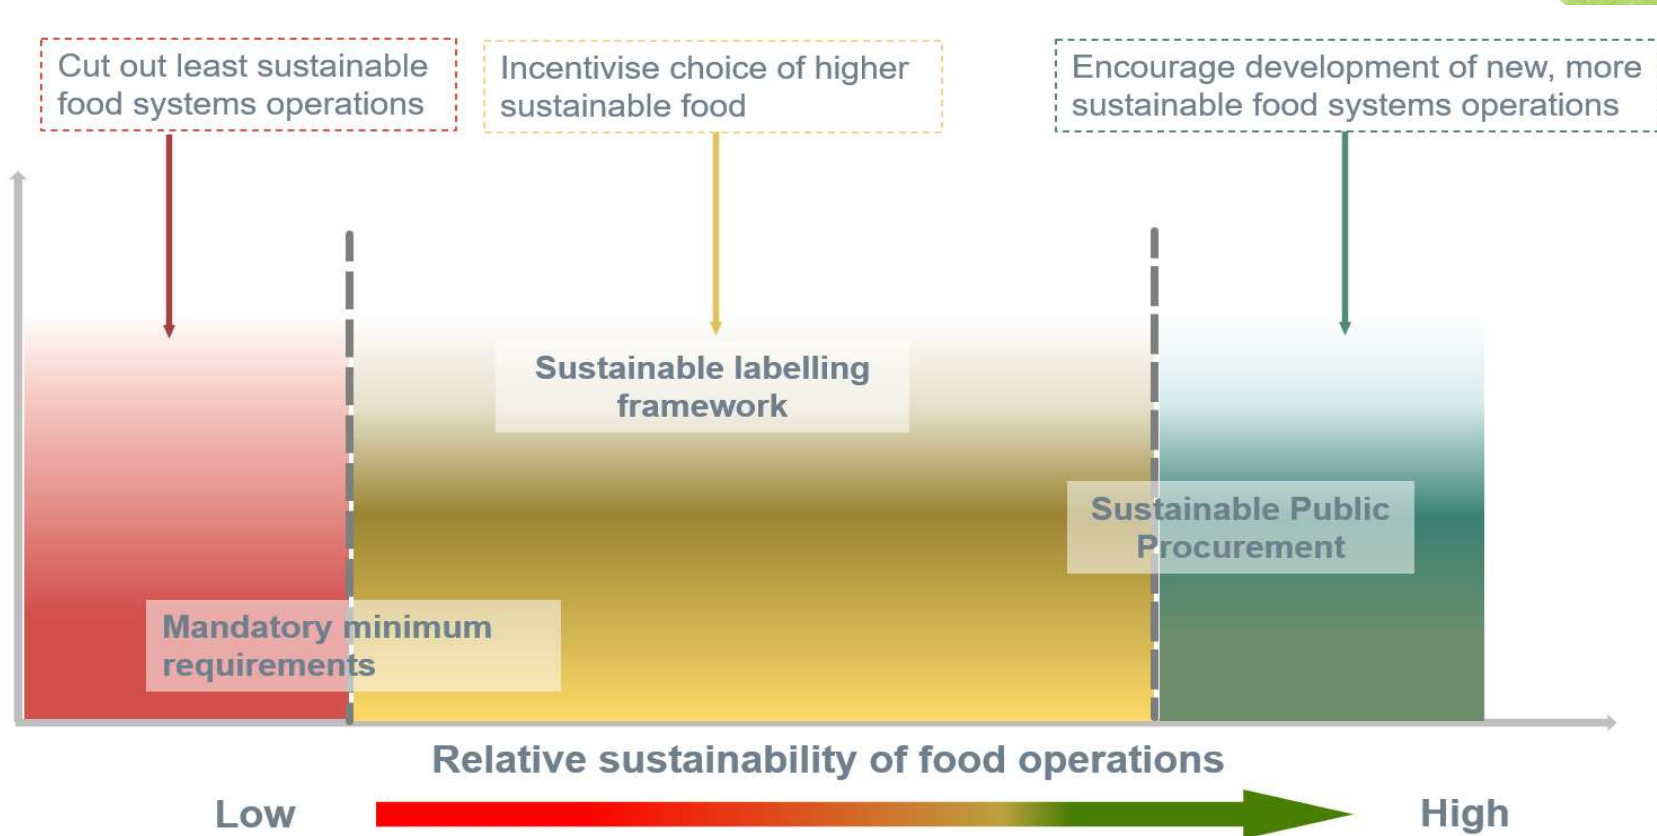 Cut out least sustainable
food systems operations
Incentivise choice of higher
sustainable food
Encourage development of new, more
sustainable food systems operations
Sustainable labelling
framework
Sustainable Public
Procurement
Mandatory minimum
requirements
Relative sustainability of food operations
Low
High